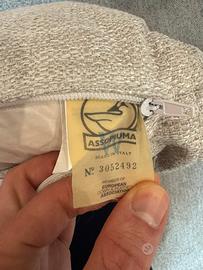 ASSOPIUMA
MADE IN ITALY
Nº 3052492
MEMBER OF
EUROPEAN
ASSOCIATION